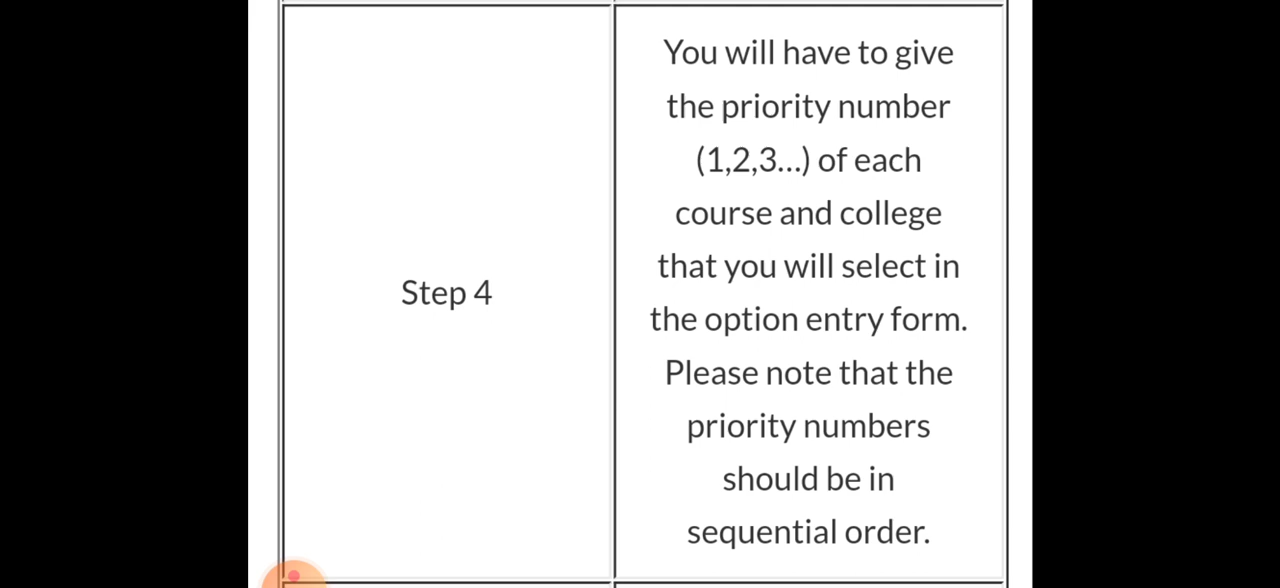 Step 4
You will have to give
the priority number
(1,2,3...) of each
course and college
that you will select in
the option entry form.
Please note that the
priority numbers
should be in
sequential order.